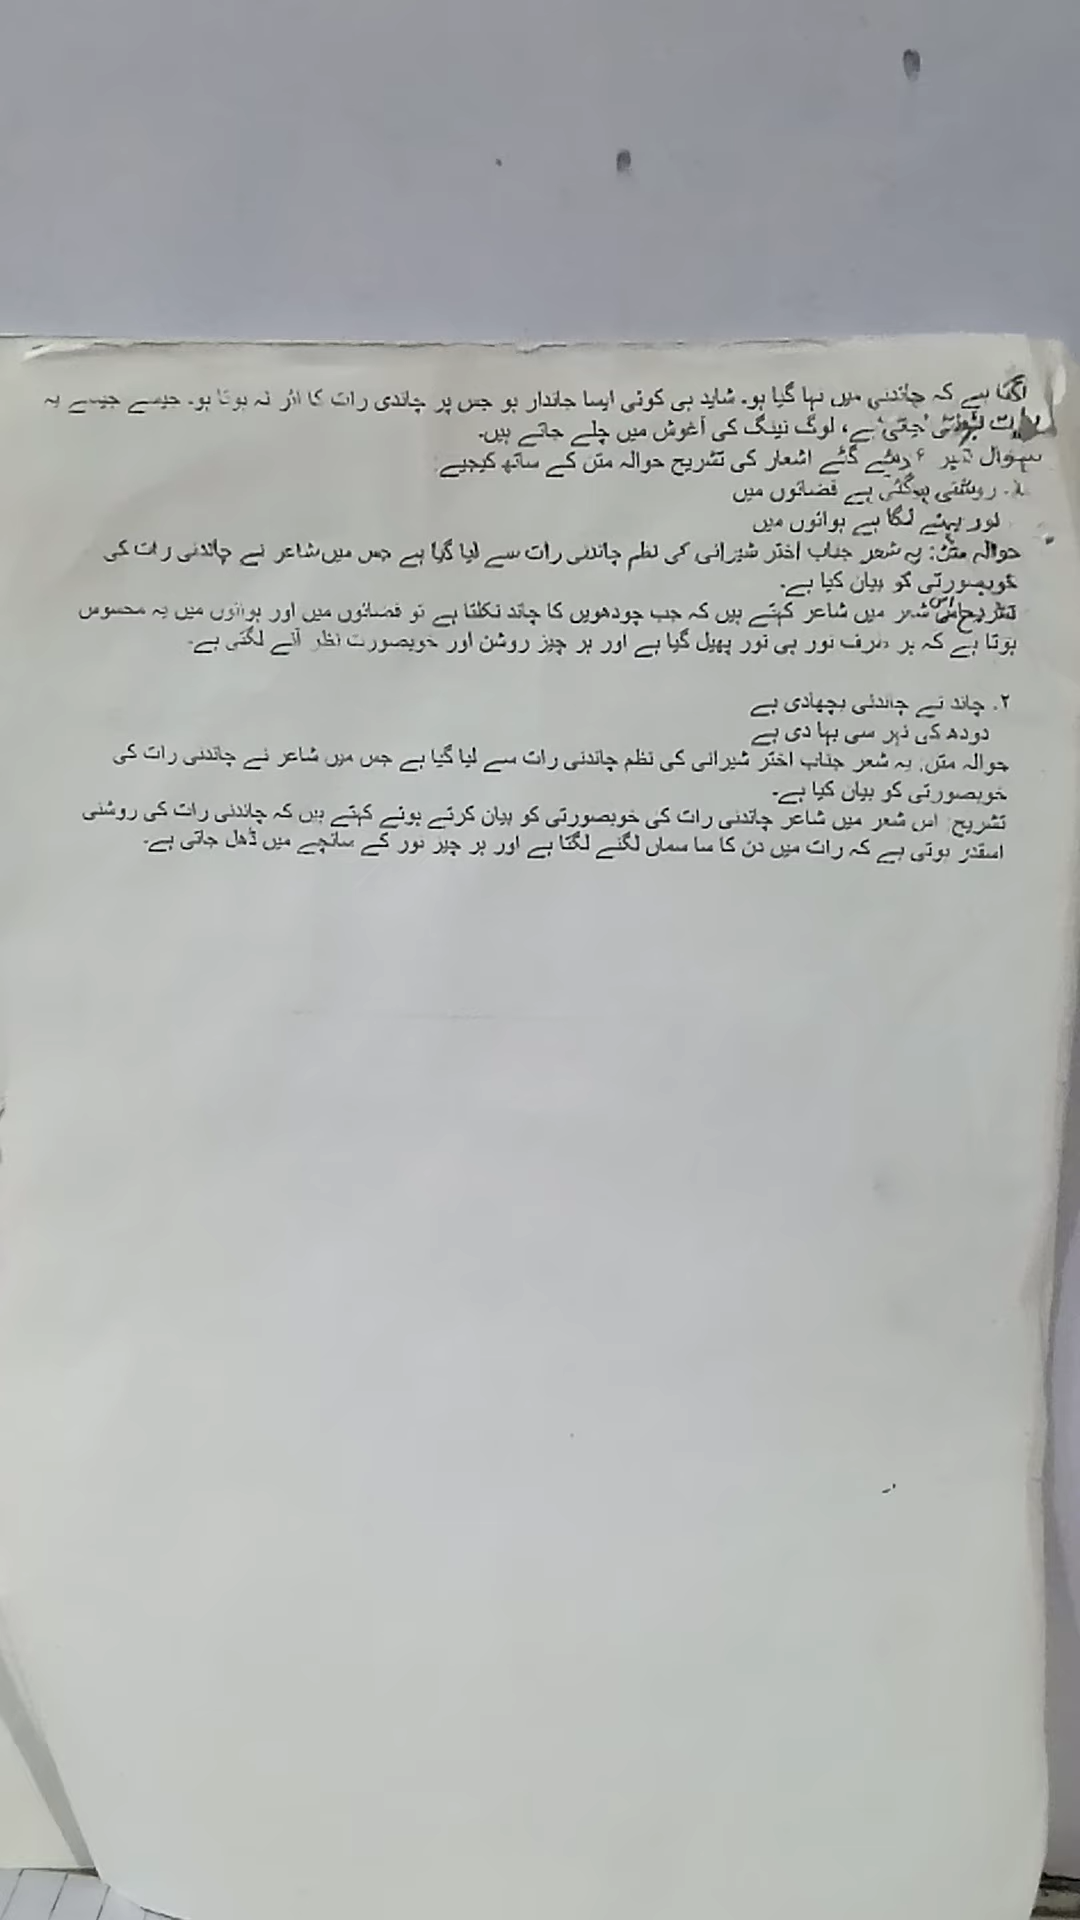 لگتا ہے کہ چاندنی میں نہا گیا ہو۔ شاید ہی کوئی ایسا جاندار ہو جس پر چاندی رات کا اثر نہ ہوتا ہو۔ جیسے جیسے یہ
رات جاتی ہے، لوگ نینگ کی آغوش میں چلے جاتے ہیں۔
سوال نمبر ۶ دیئے گئے اشعار کی تشریح حوالہ متن کے ساتھ کیجیے
روشنی ہوگئی ہے فضائوں میں
نور بہنے لگا ہے ہوائوں میں
حوالہ متن: یہ شعر جناب اختر شیرانی کی نظم چاندنی رات سے لیا گیا ہے جس میں شاعر نے چاندنی رات کی
خوبصورتی کو بیان کیا ہے۔
تشریح اس شعر میں شاعر کہتے ہیں کہ جب چودھویں کا چاند نکلتا ہے تو فضائوں میں اور ہوائوں میں یہ محسوس
ہوتا ہے کہ ہر طرف نور ہی نور پھیل گیا ہے اور ہر چیز روشن اور خوبصورت نظر آنے لگتی ہے۔
۲. چاند نے چاندنی بچھادی ہے
دودھ کی نہر سی بہا دی ہے
حوالہ متن: یہ شعر جناب اختر شیرانی کی نظم چاندنی رات سے لیا گیا ہے جس میں شاعر نے چاندنی رات کی
خوبصورتی کو بیان کیا ہے۔
تشریح: اس شعر میں شاعر چاندنی رات کی خوبصورتی کو بیان کرتے ہوئے کہتے ہیں کہ چاندنی رات کی روشنی
اسقدر ہوتی ہے کہ رات میں دن کا سا سماں لگنے لگتا ہے اور ہر چیز نور کے سانچے میں ڈھل جاتی ہے۔